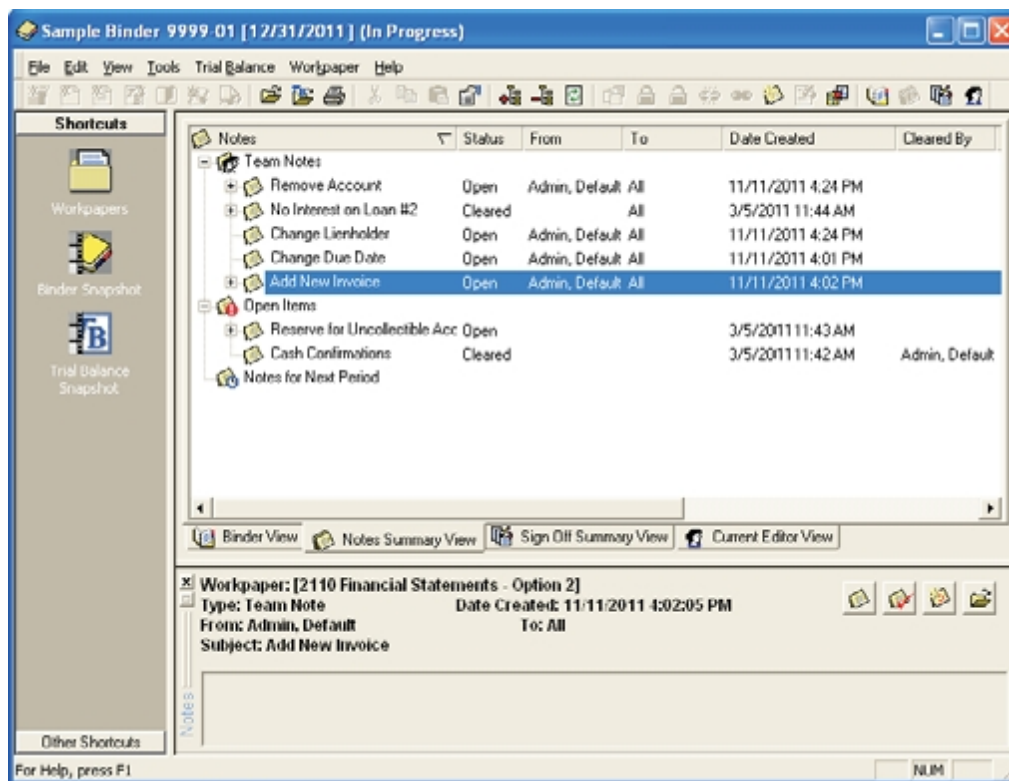 Sample Binder 9999-01 [12/31/2011] (In Progress)
File Edit View Tools Trial Balance Workpaper Help
Shortcuts
Workpapers
Binder Snapshot
Trial Balance
Snapshot
Other Shortcuts
Notes Status From To Date Created Cleared By
Team Notes
Remove Account Open Admin, Default All 11/11/2011 4:24 PM
No Interest on Loan #2 Cleared All 3/5/2011 11:44 AM
Change Lienholder Open Admin, Default All 11/11/2011 4:24 PM
Change Due Date Open Admin, Default All 11/11/2011 4:01 PM
Add New Invoice Open Admin, Default All 11/11/2011 4:02 PM
Open Items
Reserve for Uncollectible Acc Open 3/5/2011 11:43 AM
Cash Confirmations Cleared 3/5/2011 11:42 AM Admin, Default
Notes for Next Period
Binder View Notes Summary View Sign Off Summary View Current Editor View
Workpaper: [2110 Financial Statements - Option 2]
Type: Team Note Date Created: 11/11/2011 4:02:05 PM
From: Admin, Default To: All
Subject: Add New Invoice
Notes
For Help, press F1 NUM